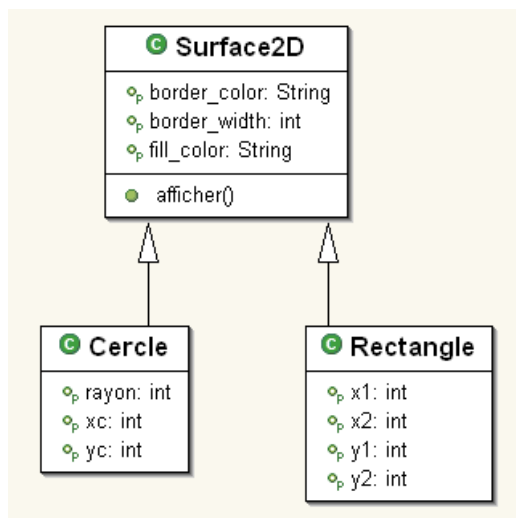 C Surface2D
P border_color: String
P border_width: int
P fill_color: String
afficher()
C Cercle
P rayon: int
P xc: int
P yc: int
C Rectangle
P x1: int
P x2: int
P y1: int
P y2: int